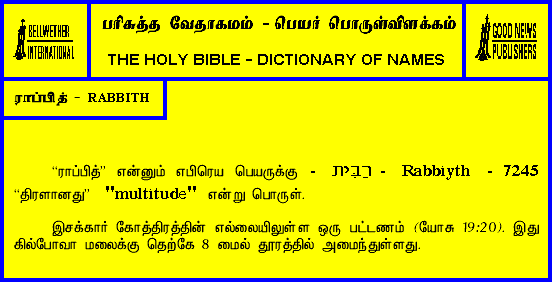 BELLWETHER
INTERNATIONAL
பரிசுத்த வேதாகமம் - பெயர் பொருள்விளக்கம்
THE HOLY BIBLE - DICTIONARY OF NAMES
GOOD NEWS
PUBLISHERS
ராப்பித் - RABBITH
“ராப்பித்” என்னும் எபிரெய பெயருக்கு - רבית - Rabbiyth - 7245
“திரளானது” "multitude" என்று பொருள்.
இசக்கார் கோத்திரத்தின் எல்லையிலுள்ள ஒரு பட்டணம் (யோசு 19:20). இது
கில்போவா மலைக்கு தெற்கே 8 மைல் தூரத்தில் அமைந்துள்ளது.